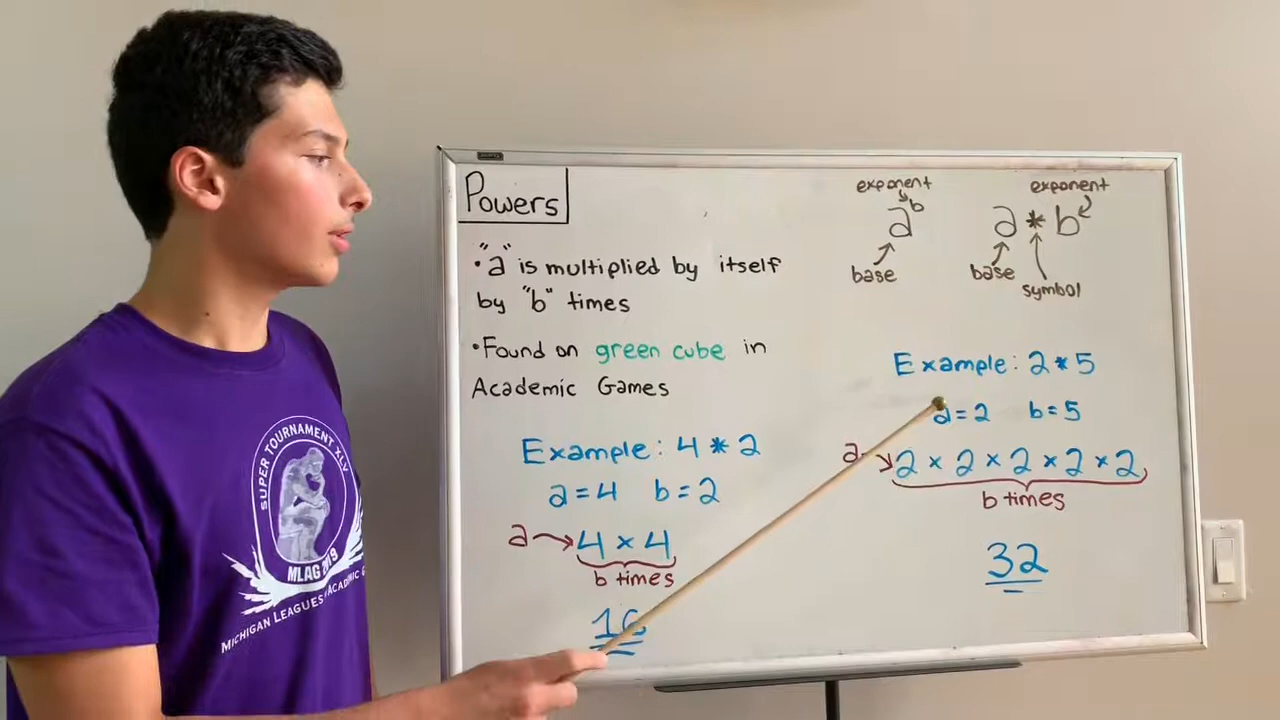 Powers
• "a" is multiplied by itself
by "b" times
• Found on green cube in
Academic Games
Example: 4 * 2
a = 4 b = 2
a → 4 × 4
b times
16
exponent
a^b
base
exponent
a * b
base
symbol
Example: 2 * 5
a = 2 b = 5
a → 2 × 2 × 2 × 2 × 2
b times
32
SUPER TOURNAMENT XLV
MLAG 2019
MICHIGAN LEAGUES